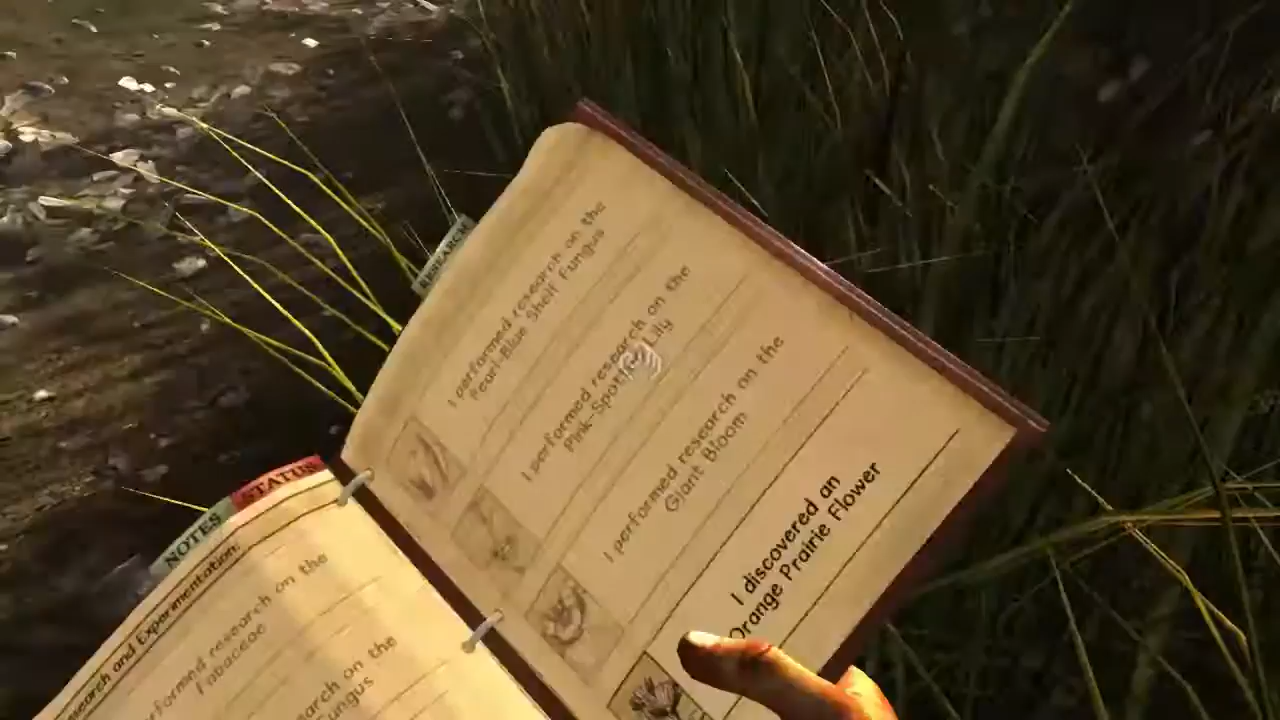 STATUS
NOTES
RESEARCH
Research and Experimentation:
performed research on the
Fabaceae
research on the
Fungus
I performed research on the
Pearl-Blue Shelf Fungus
I performed research on the
Pink-Spotted Lily
I performed research on the
Giant Bloom
I discovered an
Orange Prairie Flower